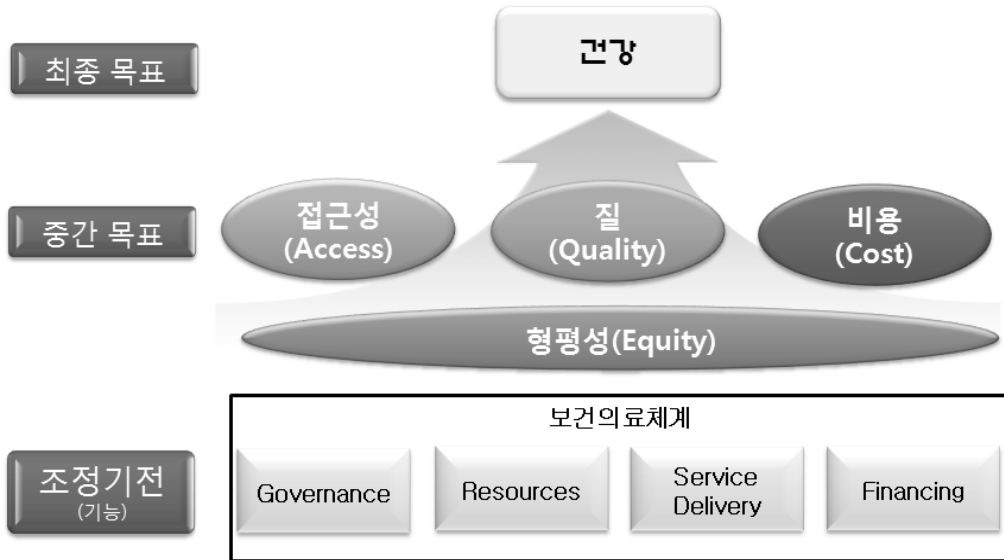 최종 목표
건강
중간 목표
접근성
(Access)
질
(Quality)
비용
(Cost)
형평성(Equity)
보건의료체계
조정기전
(기능)
Governance
Resources
Service
Delivery
Financing